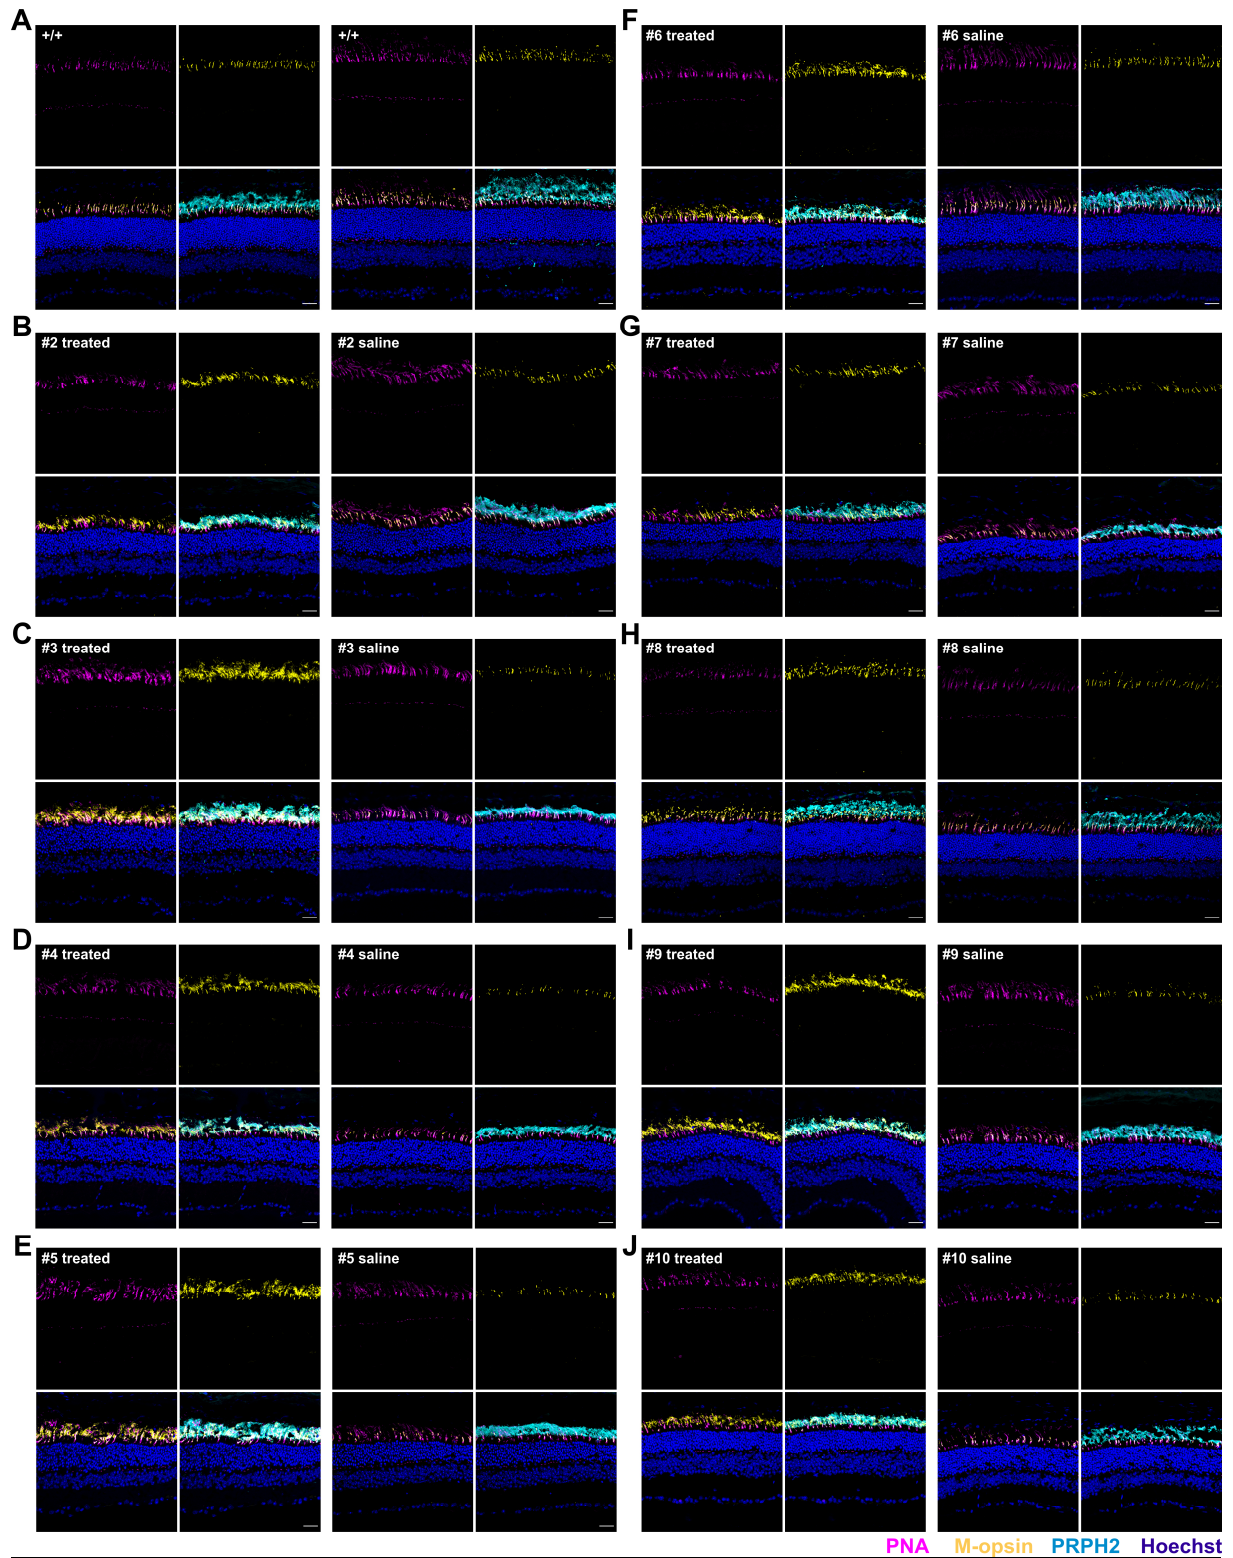 A
+/+
+/+
F
#6 treated
#6 saline
B
#2 treated
#2 saline
G
#7 treated
#7 saline
C
#3 treated
#3 saline
H
#8 treated
#8 saline
D
#4 treated
#4 saline
I
#9 treated
#9 saline
E
#5 treated
#5 saline
J
#10 treated
#10 saline
PNA M-opsin PRPH2 Hoechst